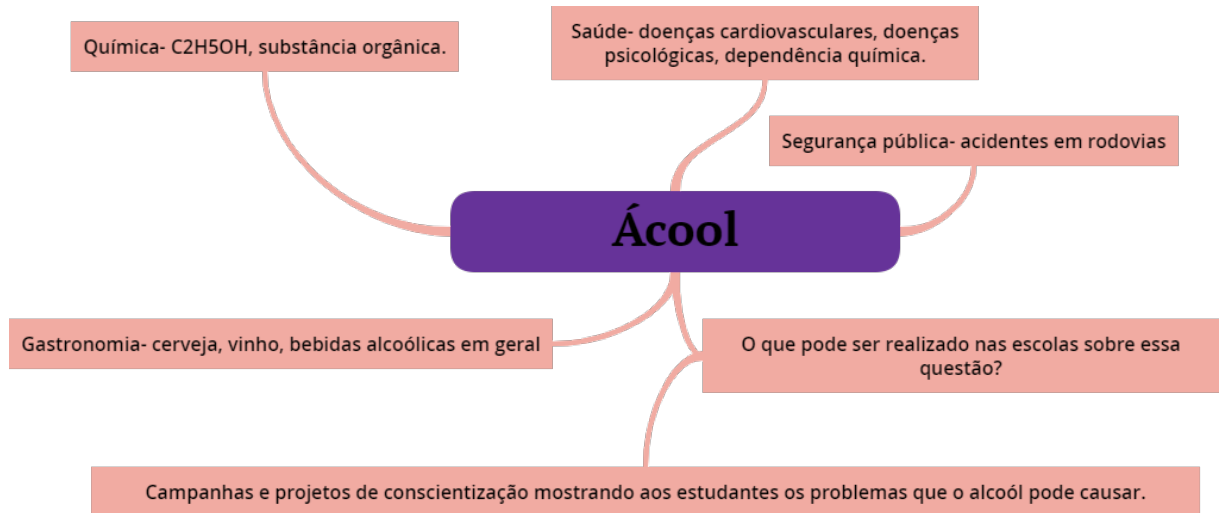 Química- C2H5OH, substância orgânica.
Saúde- doenças cardiovasculares, doenças
psicológicas, dependência química.
Segurança pública- acidentes em rodovias
Ácool
Gastronomia- cerveja, vinho, bebidas alcoólicas em geral
O que pode ser realizado nas escolas sobre essa
questão?
Campanhas e projetos de conscientização mostrando aos estudantes os problemas que o alcoól pode causar.